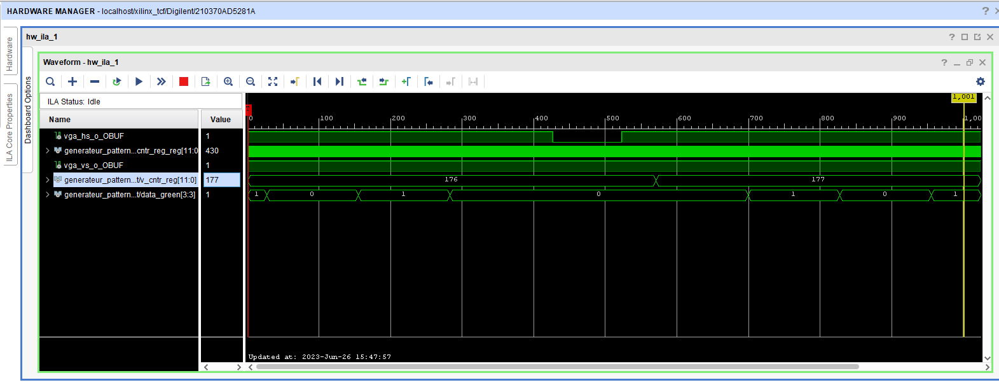 HARDWARE MANAGER - localhost/xilinx_tcf/Digilent/210370AD5281A
?
Hardware
ILA Core Properties
hw_ila_1
?
Dashboard Options
Waveform - hw_ila_1
?
ILA Status: Idle
1,001
Name Value
0 100 200 300 400 500 600 700 800 900 1,00
vga_hs_o_OBUF 1
generateur_pattern...cntr_reg_reg[11:0 430
vga_vs_o_OBUF 1
generateur_pattern...t/v_cntr_reg[11:0] 177 176 177
generateur_pattern...t/data_green[3:3] 1 1 0 1 0 1 0 1
Updated at: 2023-Jun-26 15:47:57